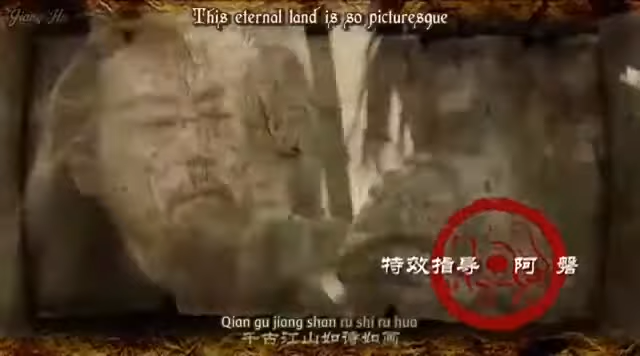 Jiang Hu
This eternal land is so picturesque
特效指导 阿 磐
Qian gu jiang shan ru shi ru hua
千古江山如诗如画